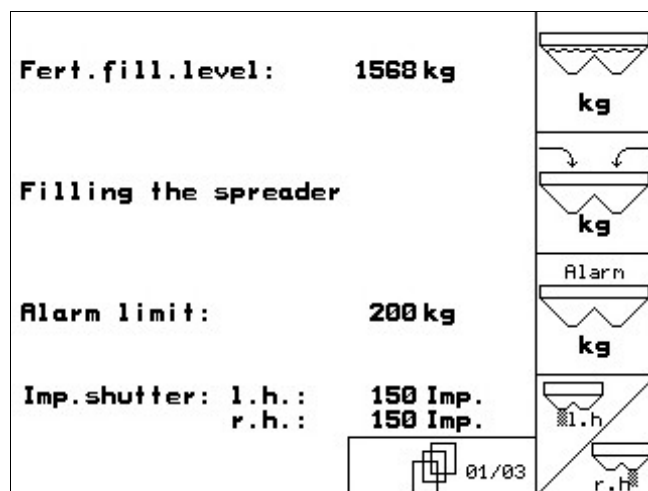 Fert.fill.level: 1568 kg
kg
Filling the spreader
kg
Alarm
Alarm limit: 200 kg
kg
Imp.shutter: l.h.: 150 Imp.
l.h
r.h.: 150 Imp.
01/03
r.h